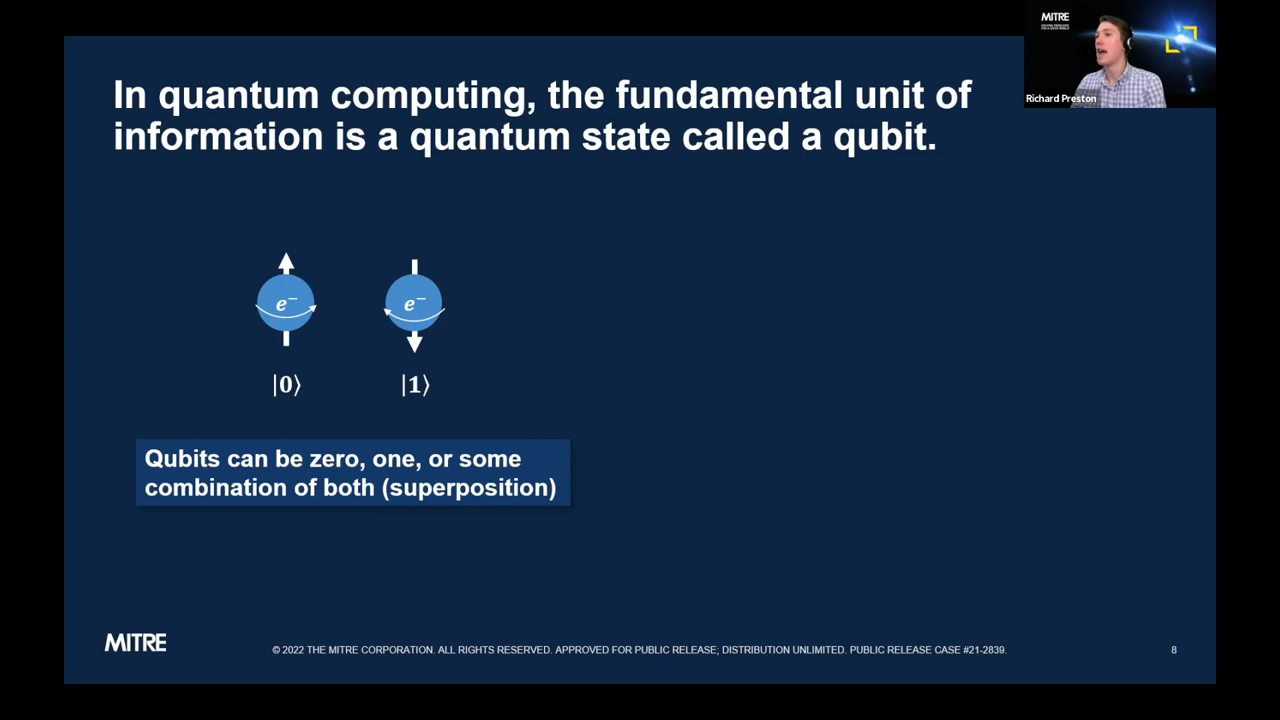 MITRE
Richard Preston
In quantum computing, the fundamental unit of
information is a quantum state called a qubit.
e⁻ e⁻
|0⟩ |1⟩
Qubits can be zero, one, or some
combination of both (superposition)
MITRE
© 2022 THE MITRE CORPORATION. ALL RIGHTS RESERVED. APPROVED FOR PUBLIC RELEASE; DISTRIBUTION UNLIMITED. PUBLIC RELEASE CASE #21-2839.
8